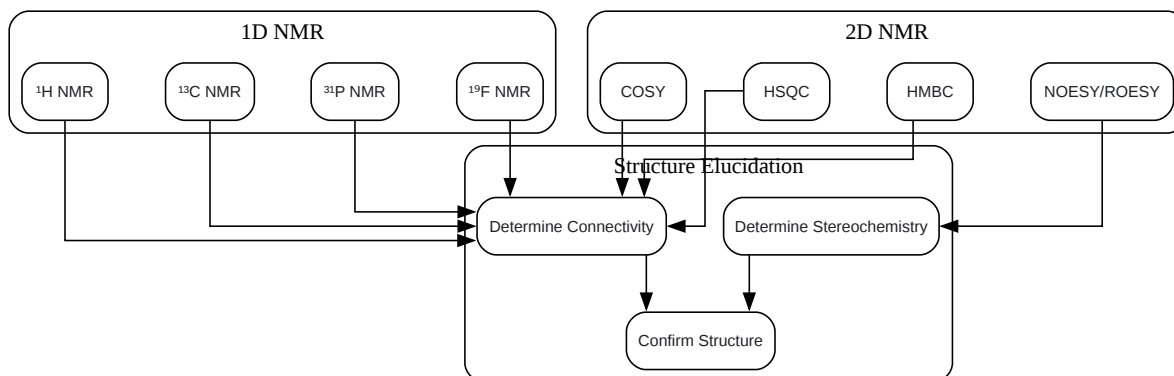 1D NMR
2D NMR
¹H NMR
¹³C NMR
³¹P NMR
¹⁹F NMR
COSY
HSQC
HMBC
NOESY/ROESY
Structure Elucidation
Determine Connectivity
Determine Stereochemistry
Confirm Structure